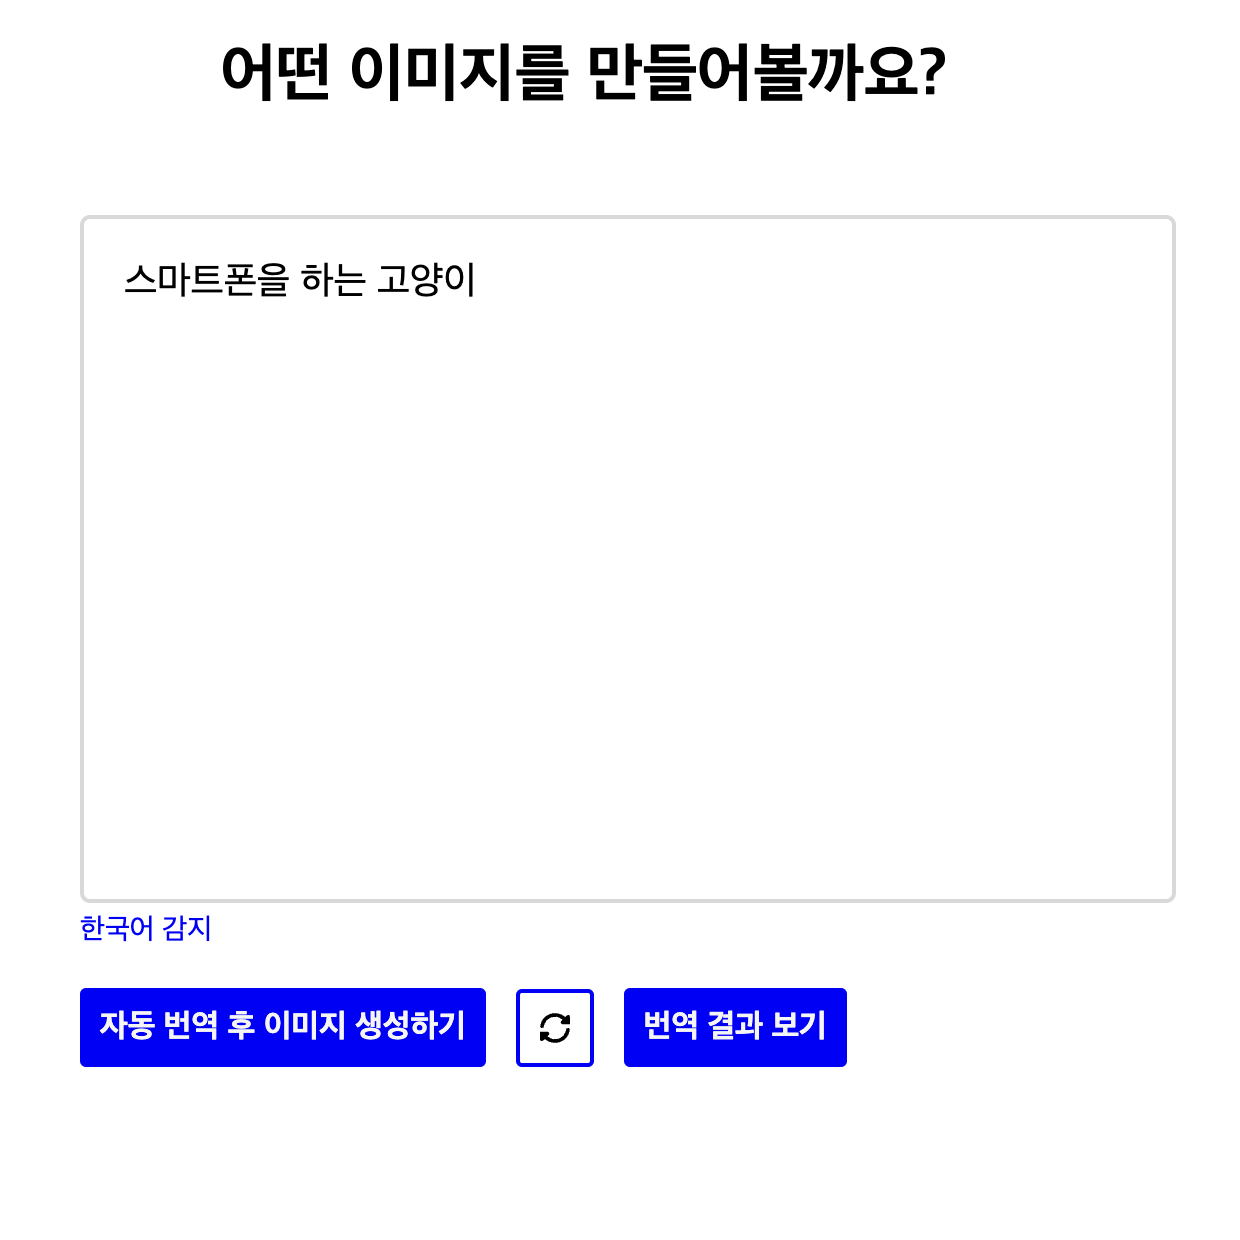 어떤 이미지를 만들어볼까요?
스마트폰을 하는 고양이
한국어 감지
자동 번역 후 이미지 생성하기
번역 결과 보기